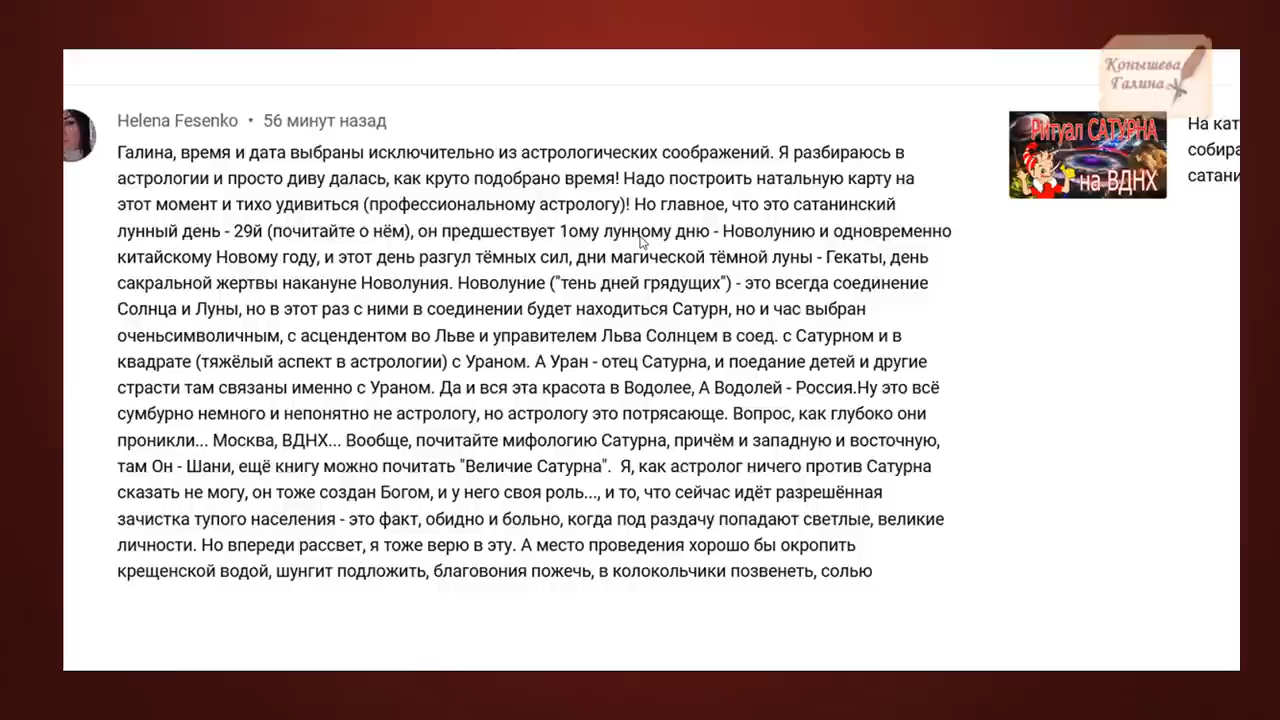 Конышева
Галина
Helena Fesenko • 56 минут назад
Галина, время и дата выбраны исключительно из астрологических соображений. Я разбираюсь в
астрологии и просто диву далась, как круто подобрано время! Надо построить натальную карту на
этот момент и тихо удивиться (профессиональному астрологу)! Но главное, что это сатанинский
лунный день - 29й (почитайте о нём), он предшествует 1ому лунному дню - Новолунию и одновременно
китайскому Новому году, и этот день разгул тёмных сил, дни магической тёмной луны - Гекаты, день
сакральной жертвы накануне Новолуния. Новолуние ("тень дней грядущих") - это всегда соединение
Солнца и Луны, но в этот раз с ними в соединении будет находиться Сатурн, но и час выбран
оченьсимволичным, с асцендентом во Льве и управителем Льва Солнцем в соед. с Сатурном и в
квадрате (тяжёлый аспект в астрологии) с Ураном. А Уран - отец Сатурна, и поедание детей и другие
страсти там связаны именно с Ураном. Да и вся эта красота в Водолее, А Водолей - Россия.Ну это всё
сумбурно немного и непонятно не астрологу, но астрологу это потрясающе. Вопрос, как глубоко они
проникли... Москва, ВДНХ... Вообще, почитайте мифологию Сатурна, причём и западную и восточную,
там Он - Шани, ещё книгу можно почитать "Величие Сатурна". Я, как астролог ничего против Сатурна
сказать не могу, он тоже создан Богом, и у него своя роль..., и то, что сейчас идёт разрешённая
зачистка тупого населения - это факт, обидно и больно, когда под раздачу попадают светлые, великие
личности. Но впереди рассвет, я тоже верю в эту. А место проведения хорошо бы окропить
крещенской водой, шунгит подложить, благовония пожечь, в колокольчики позвенеть, солью
Ритуал САТУРНА
на ВДНХ
На кат
собира
сатани